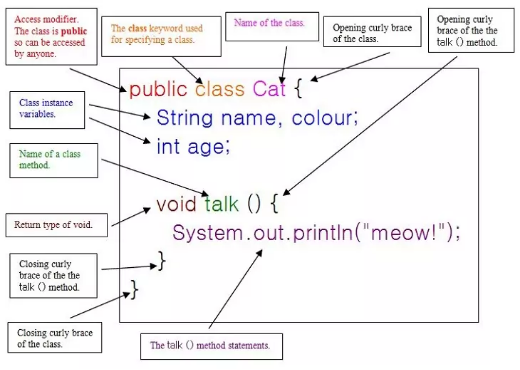 Access modifier.
The class is public
so can be accessed
by anyone.
The class keyword used
for specifying a class.
Name of the class.
Opening curly brace
of the class.
Opening curly
brace of the the
talk () method.
Class instance
variables.
Name of a class
method.
Return type of void.
Closing curly
brace of the the
talk () method.
Closing curly brace
of the class.
public class Cat {
String name, colour;
int age;
void talk () {
System.out.println("meow!");
}
}
The talk () method statements.